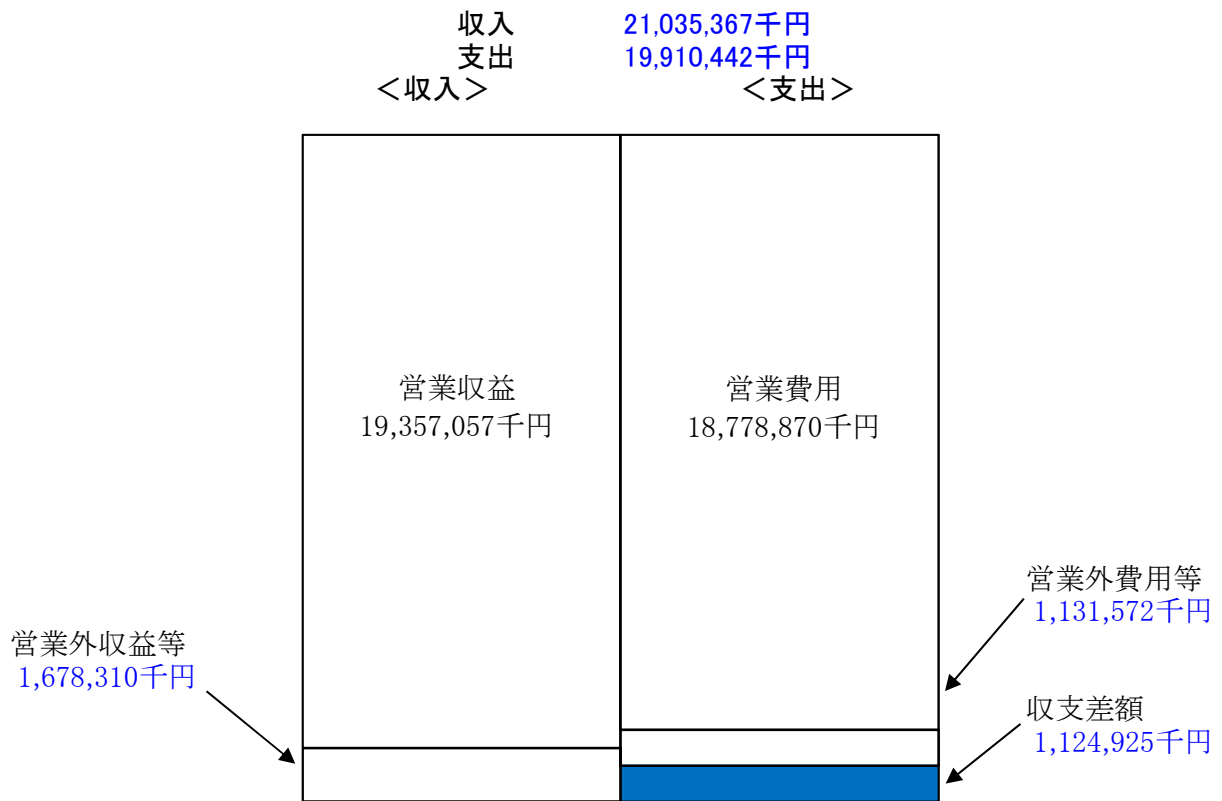 収入 21,035,367千円
支出 19,910,442千円
＜収入＞ ＜支出＞
営業収益
19,357,057千円
営業費用
18,778,870千円
営業外費用等
1,131,572千円
営業外収益等
1,678,310千円
収支差額
1,124,925千円